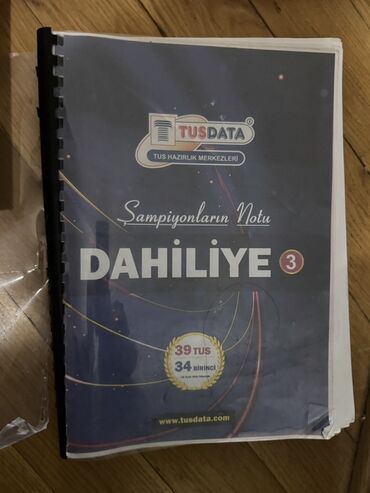 TUSDATA
TUS HAZIRLIK MERKEZLERİ
Şampiyonların Notu
DAHİLİYE 3
39 TUS
34 BİRİNCİ
www.tusdata.com